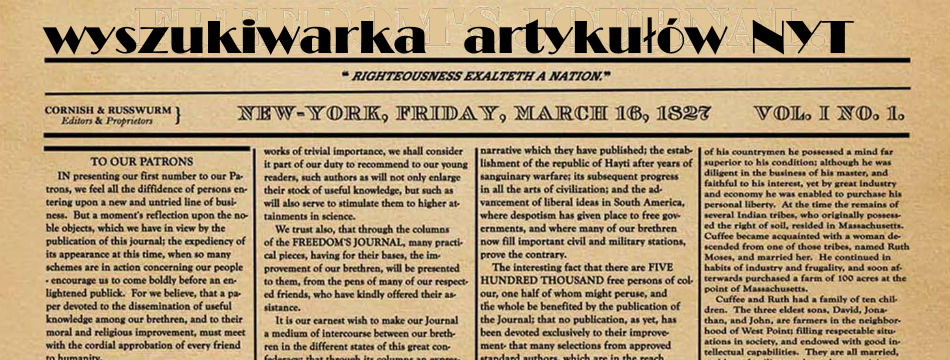 wyszukiwarka artykułów NYT
“ RIGHTEOUSNESS EXALTETH A NATION.”
CORNISH & RUSSWURM }
Editors & Proprietors
NEW-YORK, FRIDAY, MARCH 16, 1827
VOL. I NO. 1.
TO OUR PATRONS
IN presenting our first number to our Pa-
trons, we feel all the diffidence of persons en-
tering upon a new and untried line of busi-
ness. But a moment's reflection upon the no-
ble objects, which we have in view by the
publication of this journal; the expediency of
its appearance at this time, when so many
schemes are in action concerning our people
- encourage us to come boldly before an en-
lightened publick. For we believe, that a pa-
per devoted to the dissemination of useful
knowledge among our brethren, and to their
moral and religious improvement, must meet
with the cordial approbation of every friend
to humanity.
works of trivial importance, we shall consider
it part of our duty to recommend to our young
readers, such authors as will not only enlarge
their stock of useful knowledge, but such as
will also serve to stimulate them to higher at-
tainments in science.
We trust also, that through the columns
of the FREEDOM'S JOURNAL, many practi-
cal pieces, having for their bases, the im-
provement of our brethren, will be presented
to them, from the pens of many of our respect-
ed friends, who have kindly offered their as-
sistance.
It is our earnest wish to make our Journal
a medium of intercourse between our breth-
ren in the different states of this great con-
federacy: that through its columns an expres-
narrative which they have published; the estab-
lishment of the republic of Hayti after years of
sanguinary warfare; its subsequent progress
in all the arts of civilization; and the ad-
vancement of liberal ideas in South America,
where despotism has given place to free gov-
ernments, and where many of our brethren
now fill important civil and military stations,
prove the contrary.
The interesting fact that there are FIVE
HUNDRED THOUSAND free persons of col-
our, one half of whom might peruse, and
the whole be benefited by the publication of
the Journal; that no publication, as yet, has
been devoted exclusively to their improve-
ment- that many selections from approved
standard authors, which are in the reach
of his countrymen he possessed a mind far
superior to his condition; although he was
diligent in the business of his master, and
faithful to his interest, yet by great industry
and economy he was enabled to purchase his
personal liberty. At the time the remains of
several Indian tribes, who originally possess-
ed the right of soil, resided in Massachusetts.
Cuffee became acquainted with a woman de-
scended from one of those tribes, named Ruth
Moses, and married her. He continued in
habits of industry and frugality, and soon af-
terwards purchased a farm of 100 acres at the
point of Massachusetts.
Cuffee and Ruth had a family of ten chil-
dren. The three eldest sons, David, Jona-
than, and John, are farmers in the neighbor-
hood of West Point; filling respectable situ-
ations in society, and endowed with good in-
tellectual capabilities. They are all married,